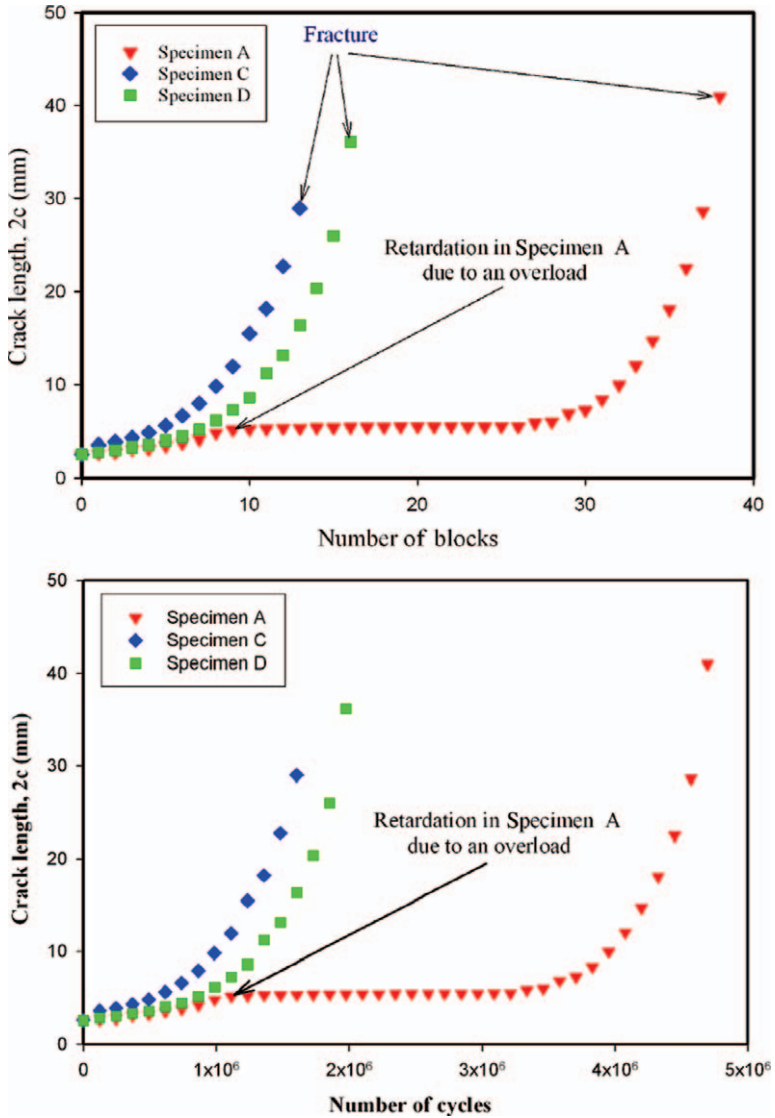 50
40
30
20
10
0
Crack length, 2c (mm)
Specimen A
Specimen C
Specimen D
Fracture
Retardation in Specimen A
due to an overload
0
10
20
30
40
Number of blocks
50
40
30
20
10
0
Crack length, 2c (mm)
Specimen A
Specimen C
Specimen D
Retardation in Specimen A
due to an overload
0
1x10⁶
2x10⁶
3x10⁶
4x10⁶
5x10⁶
Number of cycles